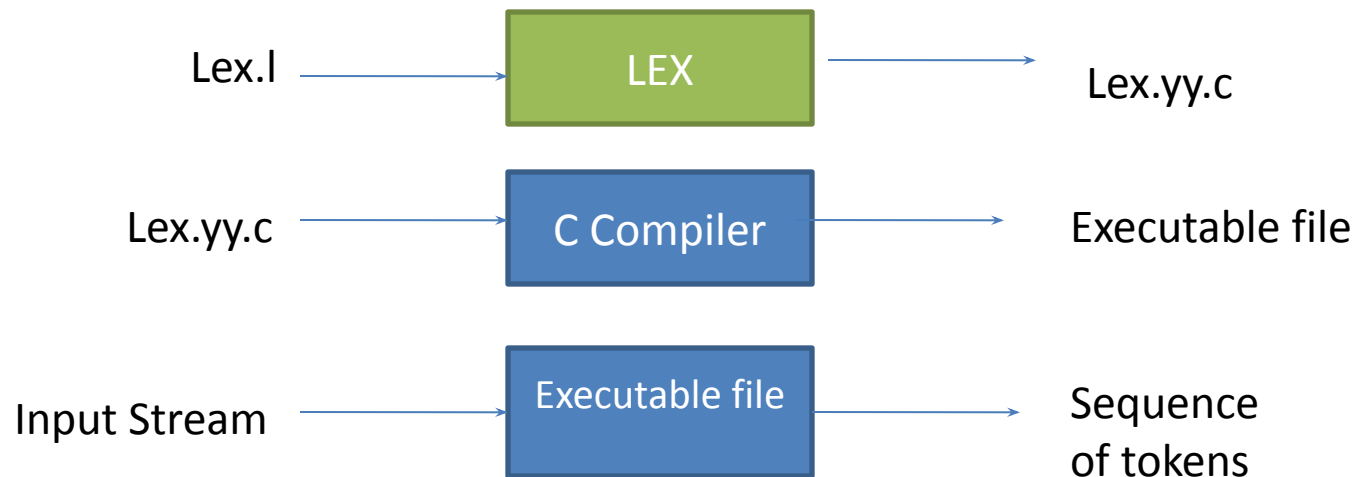 Lex.l
LEX
Lex.yy.c
Lex.yy.c
C Compiler
Executable file
Input Stream
Executable file
Sequence
of tokens